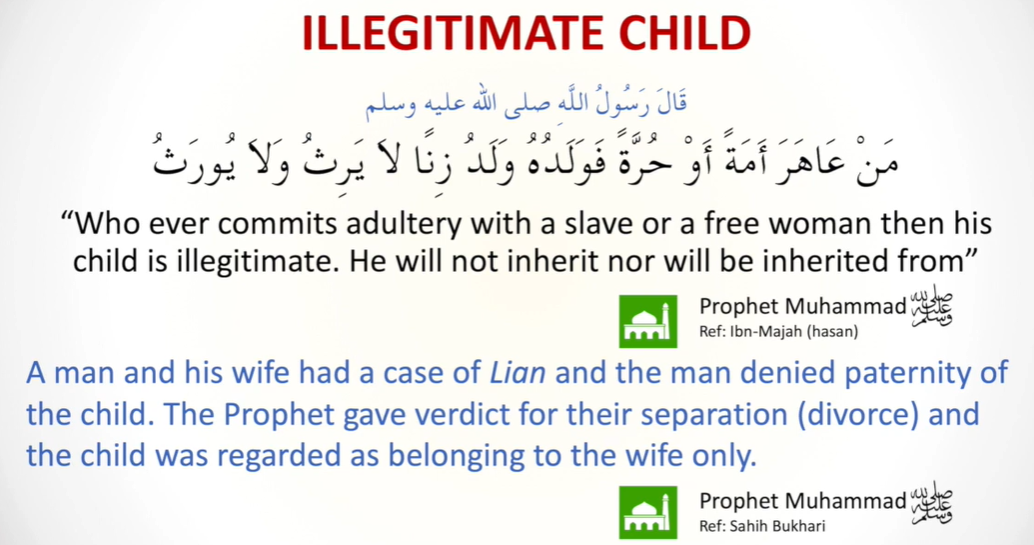 ILLEGITIMATE CHILD
قَالَ رَسُولُ اللَّهِ صلى الله عليه وسلم
مَنْ عَاهَرَ أَمَةً أَوْ حُرَّةً فَوَلَدُهُ وَلَدُ زِنًا لاَ يَرِثُ وَلاَ يُورَثُ
“Who ever commits adultery with a slave or a free woman then his
child is illegitimate. He will not inherit nor will be inherited from”
Prophet Muhammad ﷺ
Ref: Ibn-Majah (hasan)
A man and his wife had a case of Lian and the man denied paternity of
the child. The Prophet gave verdict for their separation (divorce) and
the child was regarded as belonging to the wife only.
Prophet Muhammad ﷺ
Ref: Sahih Bukhari